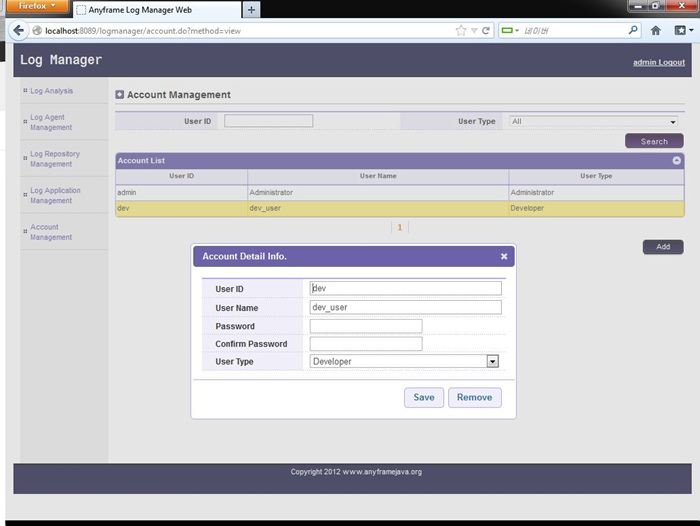 Firefox
Anyframe Log Manager Web
+
localhost:8089/logmanager/account.do?method=view
네이버
Log Manager
admin Logout
Log Analysis
Log Agent
Management
Log Repository
Management
Log Application
Management
Account
Management
Account Management
User ID
User Type
All
Search
Account List
User ID User Name User Type
admin Administrator Administrator
dev dev_user Developer
1
Add
Account Detail Info.
User ID dev
User Name dev_user
Password
Confirm Password
User Type Developer
Save Remove
Copyright 2012 www.anyframejava.org